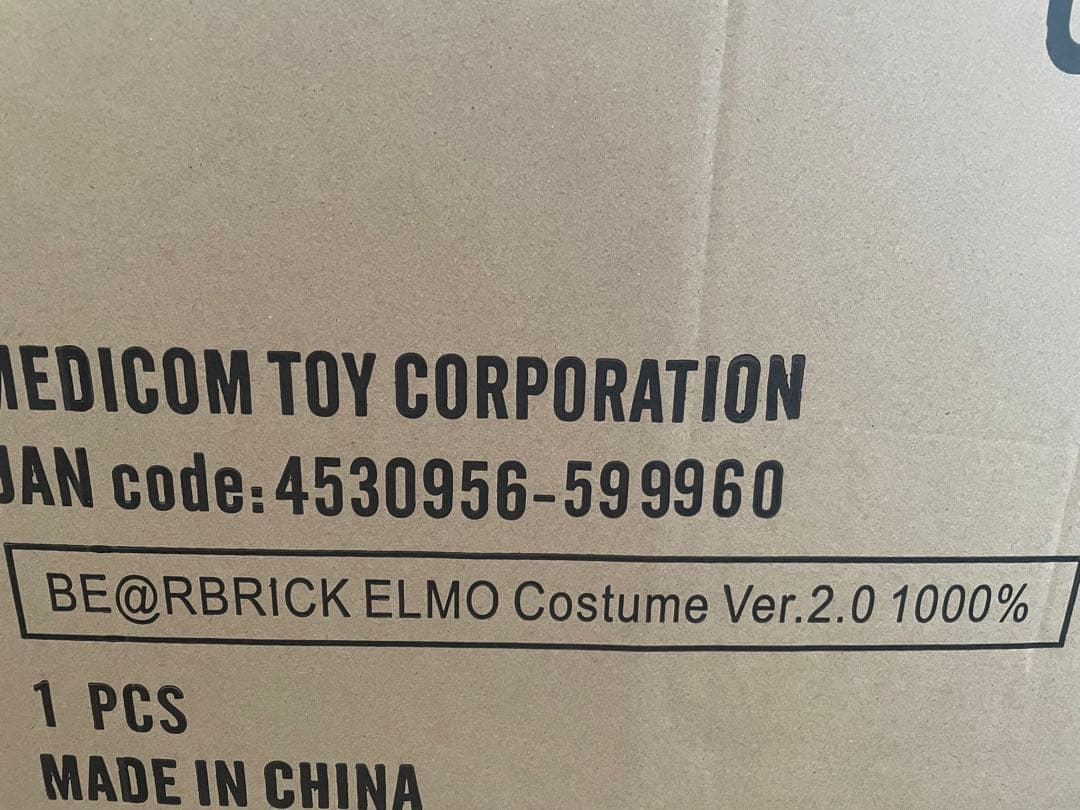 MEDICOM TOY CORPORATION
JAN code:4530956-599960
BE@RBRICK ELMO Costume Ver.2.0 1000%
1 PCS
MADE IN CHINA